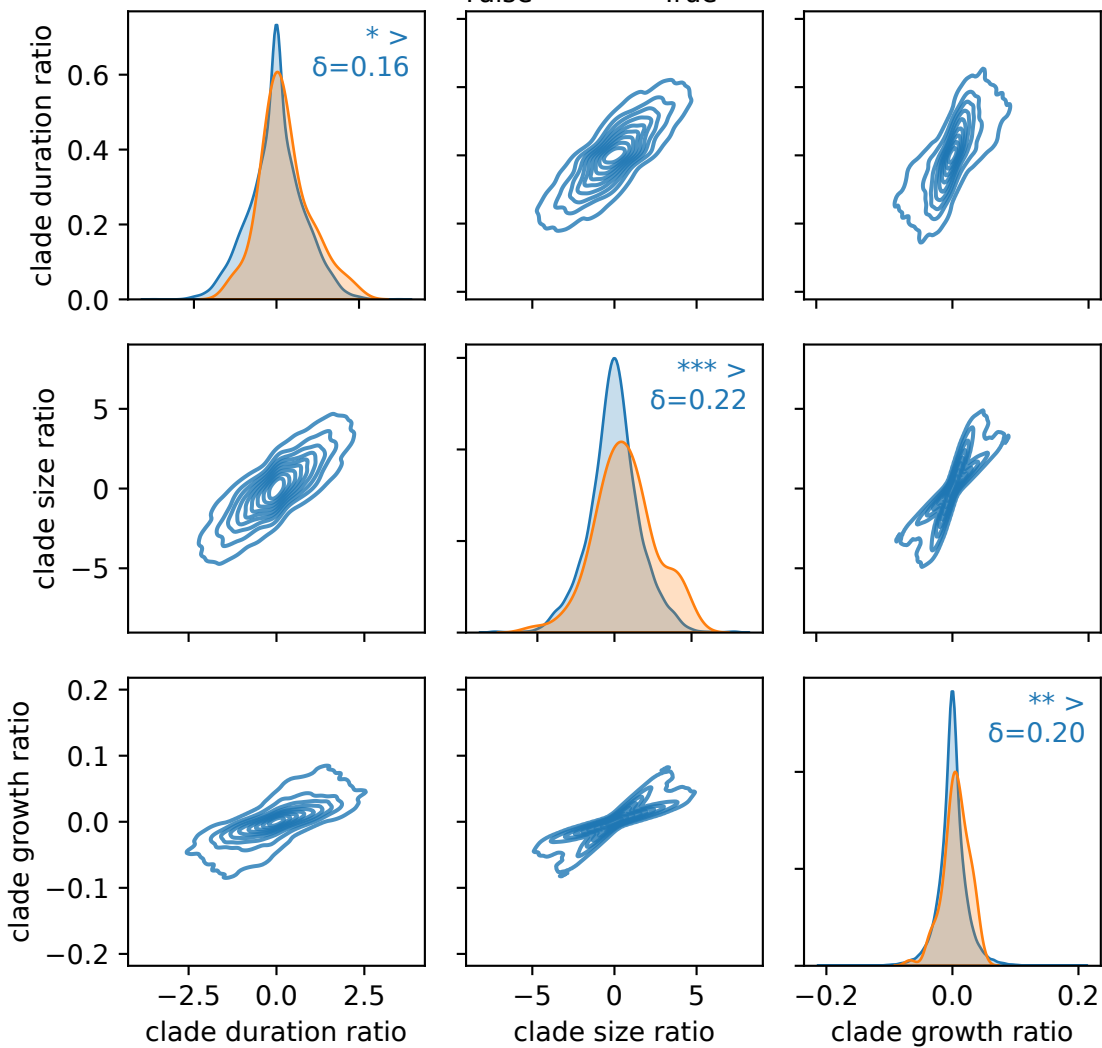 True
clade duration ratio
0.6
0.4
0.2
0.0
* >
δ=0.16
clade size ratio
5
0
−5
*** >
δ=0.22
clade growth ratio
0.2
0.1
0.0
−0.1
−0.2
** >
δ=0.20
−2.5 0.0 2.5
−5 0 5
−0.2 0.0 0.2
clade duration ratio
clade size ratio
clade growth ratio